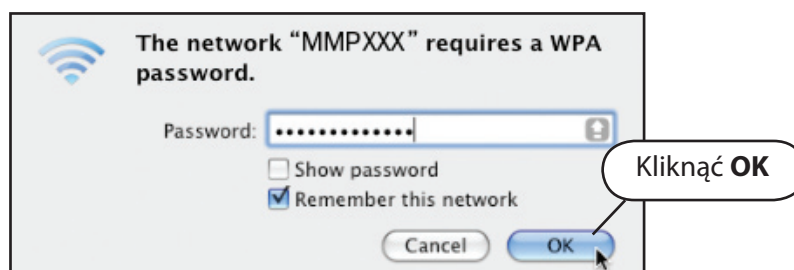 The network “MMPXXX” requires a WPA
password.
Password: •••••••••••••
Show password
Remember this network
Cancel OK
Kliknąć OK